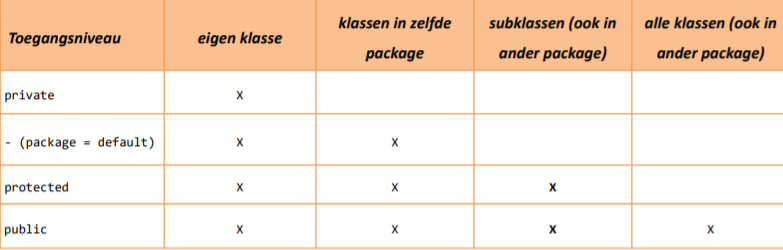 Toegangsniveau eigen klasse klassen in zelfde package subklassen (ook in ander package) alle klassen (ook in ander package)
private X
- (package = default) X X
protected X X X
public X X X X